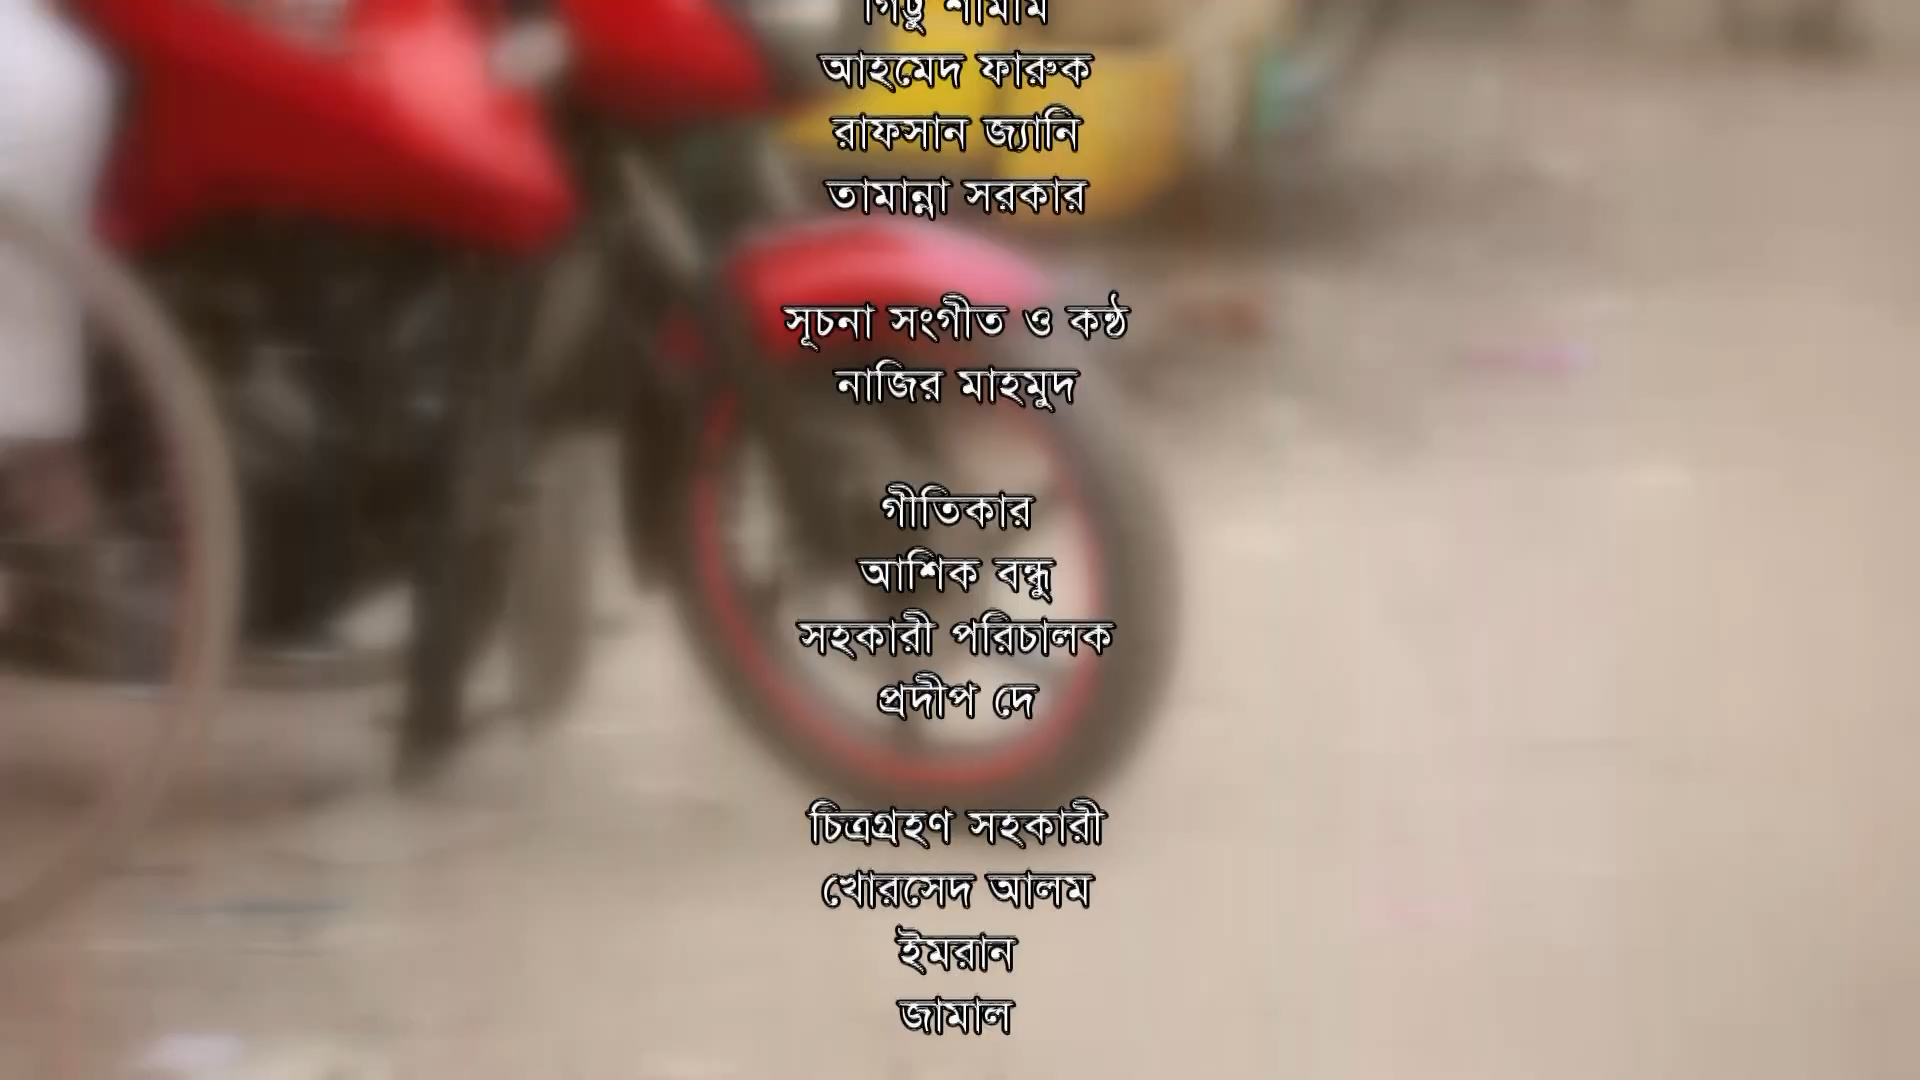 আহমেদ ফারুক
রাফসান জ্যানি
তামান্না সরকার
সূচনা সংগীত ও কন্ঠ
নাজির মাহমুদ
গীতিকার
আশিক বন্ধু
সহকারী পরিচালক
প্রদীপ দে
চিত্রগ্রহণ সহকারী
খোরসেদ আলম
ইমরান
জামাল